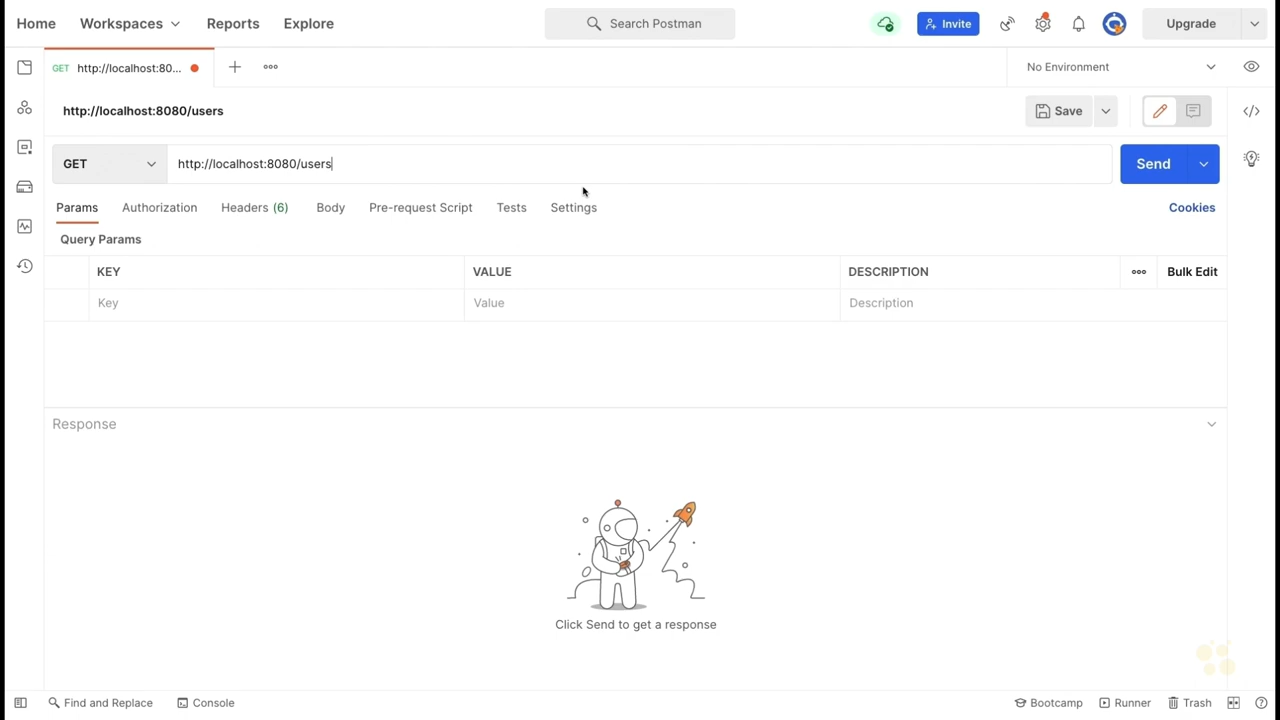 Home Workspaces Reports Explore Search Postman Invite Upgrade
GET http://localhost:80... No Environment
http://localhost:8080/users Save
GET http://localhost:8080/users Send
Params Authorization Headers (6) Body Pre-request Script Tests Settings Cookies
Query Params
KEY VALUE DESCRIPTION Bulk Edit
Key Value Description
Response
Click Send to get a response
Find and Replace Console Bootcamp Runner Trash